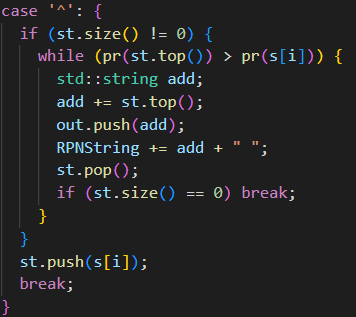 case '^': {
  if (st.size() != 0) {
    while (pr(st.top()) > pr(s[i])) {
      std::string add;
      add += st.top();
      out.push(add);
      RPNString += add + " ";
      st.pop();
      if (st.size() == 0) break;
    }
  }
  st.push(s[i]);
  break;
}